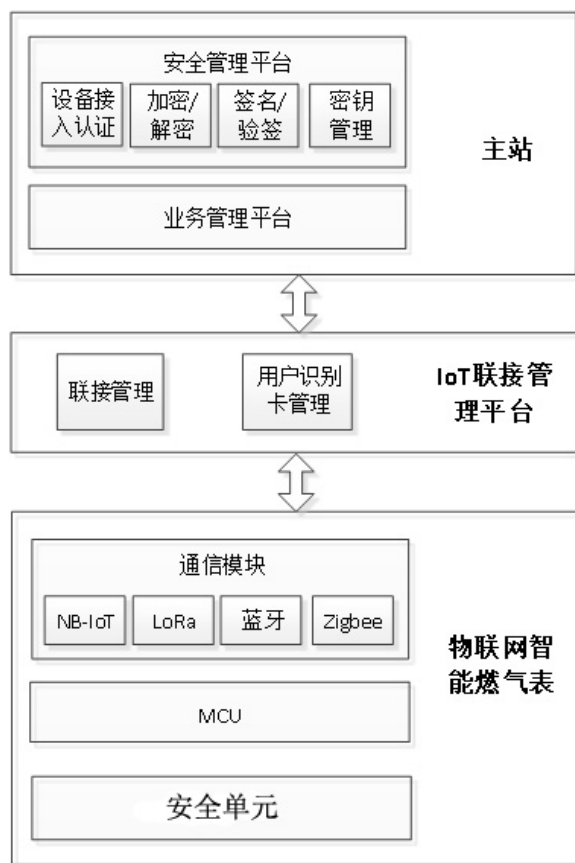 安全管理平台
设备接
入认证
加密/
解密
签名/
验签
密钥
管理
主站
业务管理平台
联接管理
用户识别
卡管理
IoT联接管
理平台
通信模块
NB-IoT
LoRa
蓝牙
Zigbee
物联网智
能燃气表
MCU
安全单元